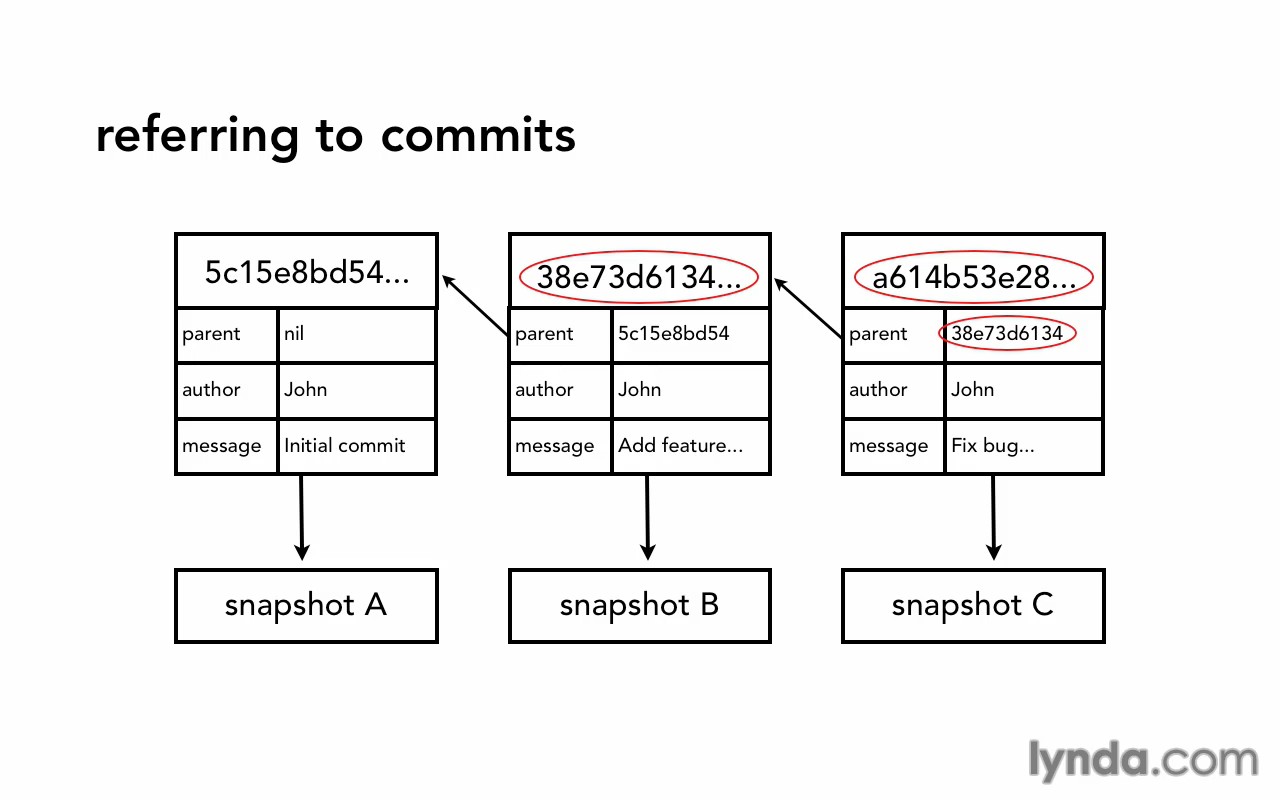 referring to commits
5c15e8bd54...
parent nil
author John
message Initial commit
38e73d6134...
parent 5c15e8bd54
author John
message Add feature...
a614b53e28...
parent 38e73d6134
author John
message Fix bug...
snapshot A
snapshot B
snapshot C
lynda.com